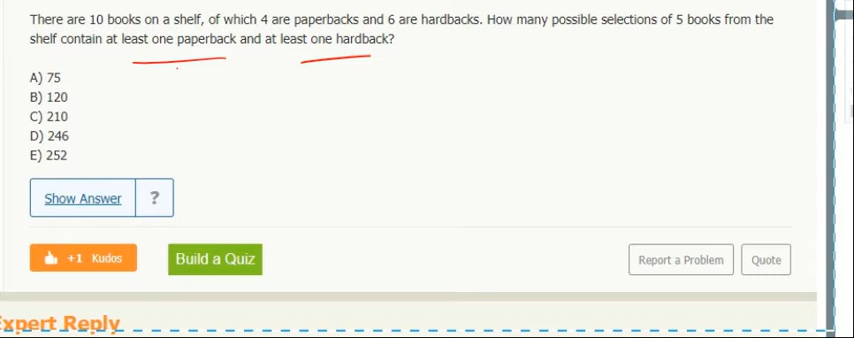 There are 10 books on a shelf, of which 4 are paperbacks and 6 are hardbacks. How many possible selections of 5 books from the
shelf contain at least one paperback and at least one hardback?
A) 75
B) 120
C) 210
D) 246
E) 252
Show Answer ?
+1 Kudos Build a Quiz Report a Problem Quote
Expert Reply